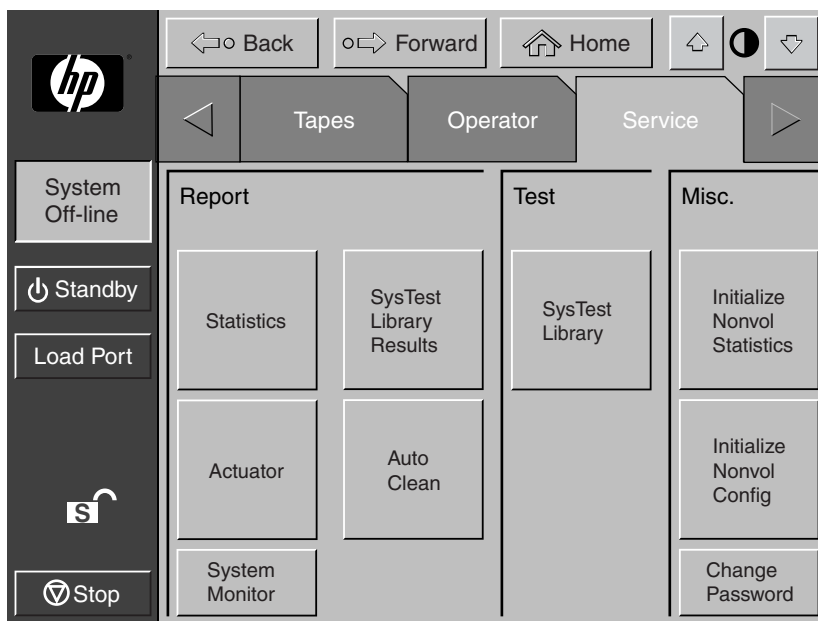 hp
Back
Forward
Home
Tapes
Operator
Service
System
Off-line
Standby
Load Port
S
Stop
Report
Statistics
SysTest
Library
Results
Actuator
Auto
Clean
System
Monitor
Test
SysTest
Library
Misc.
Initialize
Nonvol
Statistics
Initialize
Nonvol
Config
Change
Password